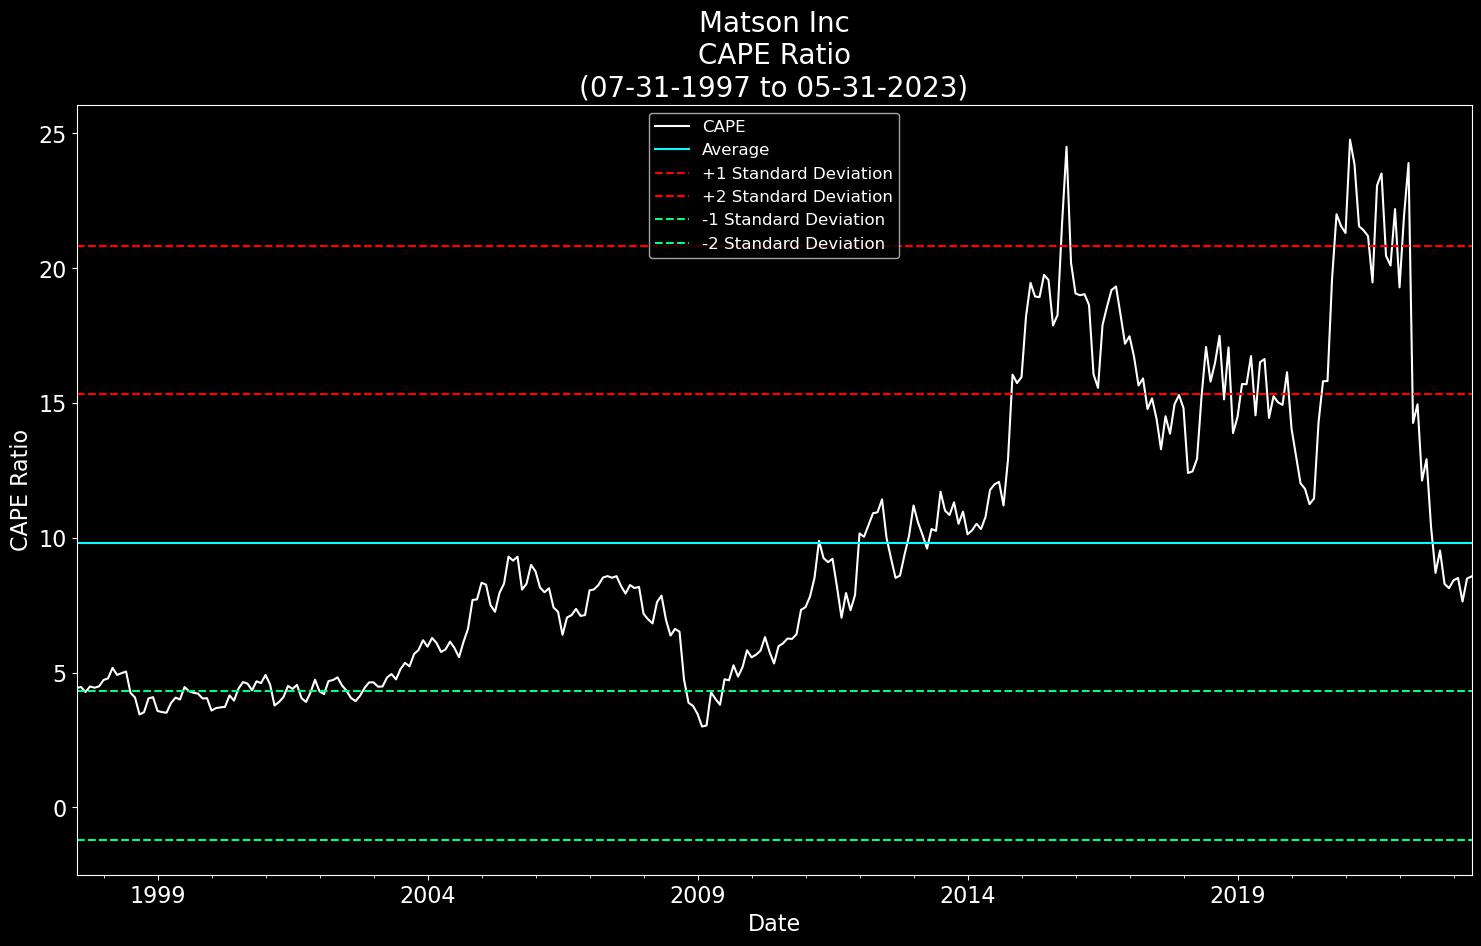 Matson Inc
CAPE Ratio
(07-31-1997 to 05-31-2023)
CAPE
Average
+1 Standard Deviation
+2 Standard Deviation
-1 Standard Deviation
-2 Standard Deviation
25
20
15
10
5
0
CAPE Ratio
1999
2004
2009
2014
2019
Date